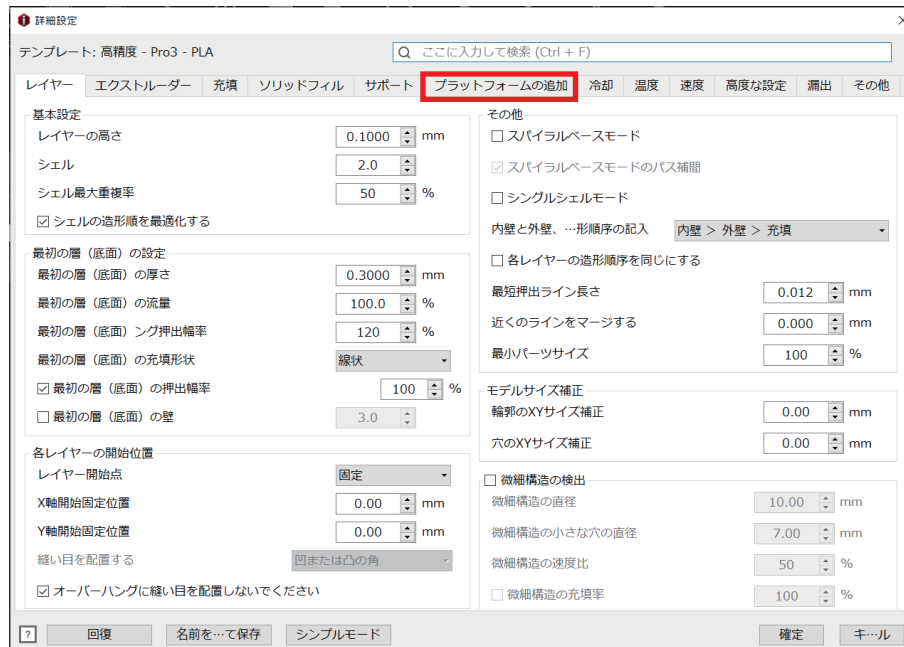 詳細設定
テンプレート: 高精度 - Pro3 - PLA
ここに入力して検索 (Ctrl + F)
レイヤー エクストルーダー 充填 ソリッドフィル サポート プラットフォームの追加 冷却 温度 速度 高度な設定 漏出 その他
基本設定
レイヤーの高さ 0.1000 mm
シェル 2.0
シェル最大重複率 50 %
シェルの造形順を最適化する
最初の層（底面）の設定
最初の層（底面）の厚さ 0.3000 mm
最初の層（底面）の流量 100.0 %
最初の層（底面）ング押出幅率 120 %
最初の層（底面）の充填形状 線状
最初の層（底面）の押出幅率 100 %
最初の層（底面）の壁 3.0
各レイヤーの開始位置
レイヤー開始点 固定
X軸開始固定位置 0.00 mm
Y軸開始固定位置 0.00 mm
縫い目を配置する 凹または凸の角
オーバーハングに縫い目を配置しないでください
その他
スパイラルベースモード
スパイラルベースモードのパス補間
シングルシェルモード
内壁と外壁、…形順序の記入 内壁 ＞ 外壁 ＞ 充填
各レイヤーの造形順序を同じにする
最短押出ライン長さ 0.012 mm
近くのラインをマージする 0.000 mm
最小パーツサイズ 100 %
モデルサイズ補正
輪郭のXYサイズ補正 0.00 mm
穴のXYサイズ補正 0.00 mm
微細構造の検出
微細構造の直径 10.00 mm
微細構造の小さな穴の直径 7.00 mm
微細構造の速度比 50 %
微細構造の充填率 100 %
? 回復 名前を…て保存 シンプルモード 確定 キ…ル